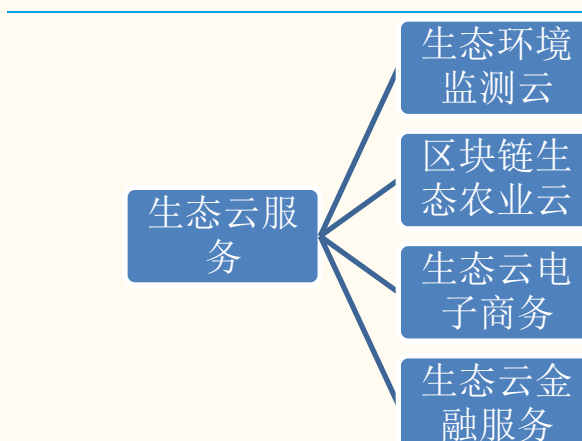 生态环境
监测云
区块链生
态农业云
生态云服
务
生态云电
子商务
生态云金
融服务